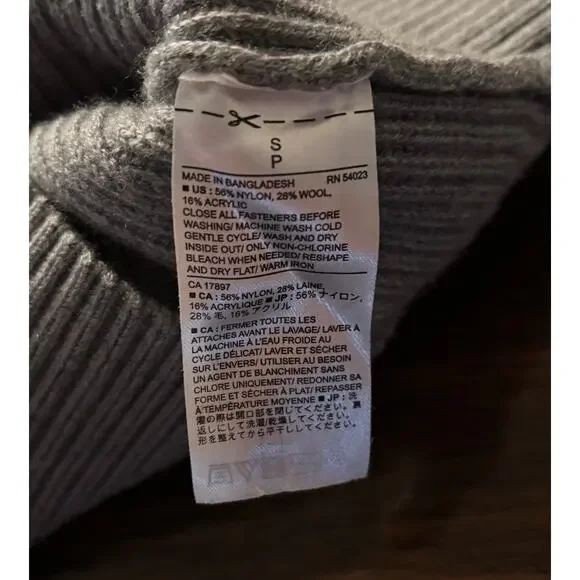 S
P
MADE IN BANGLADESH RN 54023
■ US : 56% NYLON, 28% WOOL,
16% ACRYLIC
CLOSE ALL FASTENERS BEFORE
WASHING/ MACHINE WASH COLD
GENTLE CYCLE/ WASH AND DRY
INSIDE OUT/ ONLY NON-CHLORINE
BLEACH WHEN NEEDED/ RESHAPE
AND DRY FLAT/ WARM IRON
CA 17897
■ CA : 56% NYLON, 28% LAINE,
16% ACRYLIQUE ■ JP : 56% ナイロン,
28% 毛, 16% アクリル
■ CA : FERMER TOUTES LES
ATTACHES AVANT LE LAVAGE/ LAVER À
LA MACHINE À L'EAU FROIDE AU
CYCLE DÉLICAT/ LAVER ET SÉCHER
SUR L'ENVERS/ UTILISER AU BESOIN
UN AGENT DE BLANCHIMENT SANS
CHLORE UNIQUEMENT/ REDONNER SA
FORME ET SÉCHER À PLAT/ REPASSER
À TEMPÉRATURE MOYENNE ■ JP : 洗
濯の際は開口部を閉じてください。裏
返しにして洗濯/乾燥してください。
形を整えてから平干ししてください。